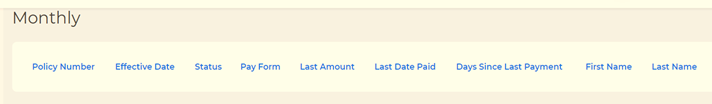 Monthly
Policy Number Effective Date Status Pay Form Last Amount Last Date Paid Days Since Last Payment First Name Last Name